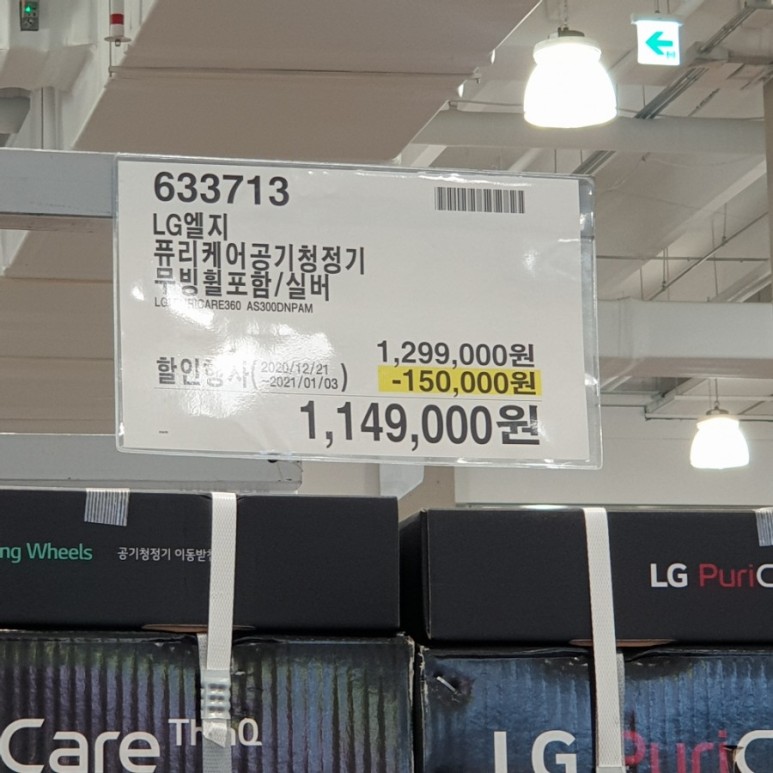 633713
LG엘지
퓨리케어공기청정기
무빙휠포함/실버
LG PURICARE360 AS300DNPAM
1,299,000원
할인행사(2020/12/21
~2021/01/03)
-150,000원
1,149,000원
ng Wheels 공기청정기 이동받침
LG PuriC
Care ThinQ
LG Puri